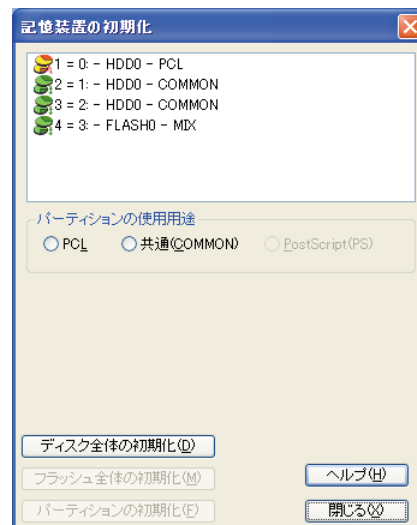 記憶装置の初期化
1 = 0: - HDD0 - PCL
2 = 1: - HDD0 - COMMON
3 = 2: - HDD0 - COMMON
4 = 3: - FLASH0 - MIX
パーティションの使用用途
PCL 共通(COMMON) PostScript(PS)
ディスク全体の初期化(D)
フラッシュ全体の初期化(M) ヘルプ(H)
パーティションの初期化(F) 閉じる(X)